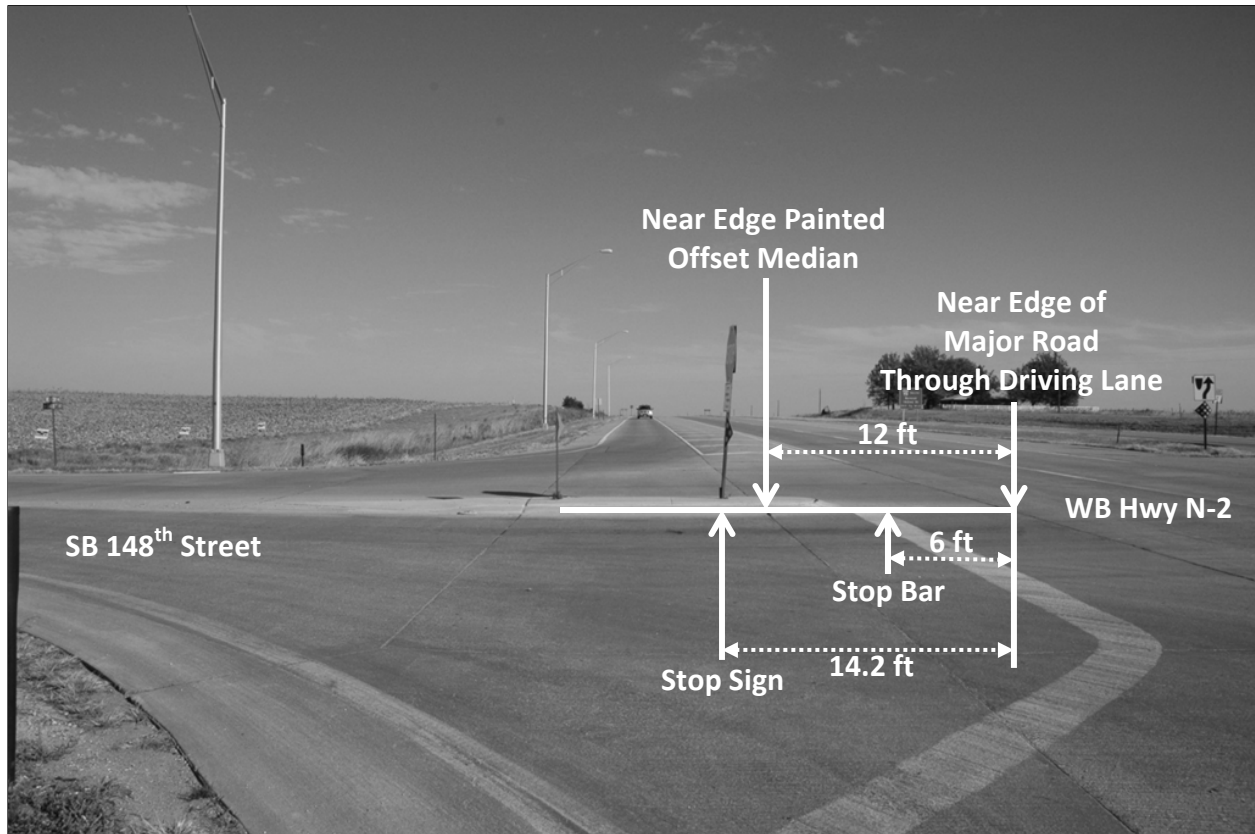 Near Edge Painted
Offset Median
Near Edge of
Major Road
Through Driving Lane
12 ft
WB Hwy N-2
SB 148th Street
6 ft
Stop Bar
14.2 ft
Stop Sign